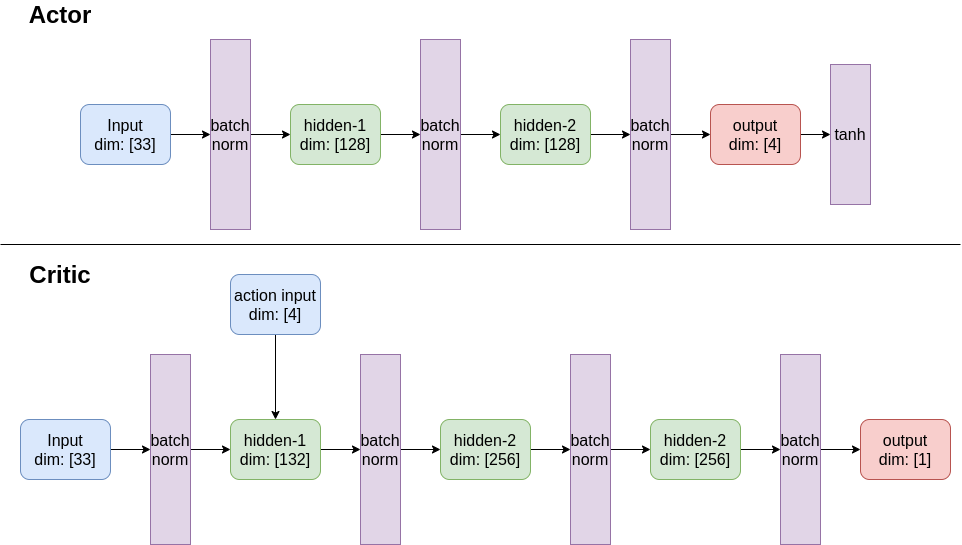 Actor
Input
dim: [33]
batch
norm
hidden-1
dim: [128]
batch
norm
hidden-2
dim: [128]
batch
norm
output
dim: [4]
tanh
Critic
action input
dim: [4]
Input
dim: [33]
batch
norm
hidden-1
dim: [132]
batch
norm
hidden-2
dim: [256]
batch
norm
hidden-2
dim: [256]
batch
norm
output
dim: [1]